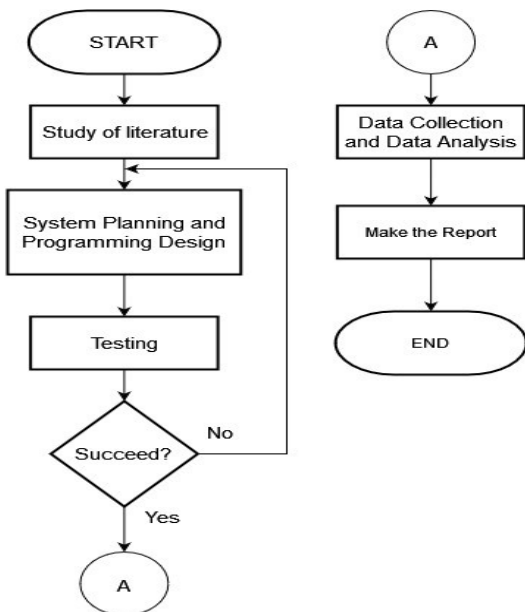 START
Study of literature
System Planning and
Programming Design
Testing
Succeed?
No
Yes
A
A
Data Collection
and Data Analysis
Make the Report
END